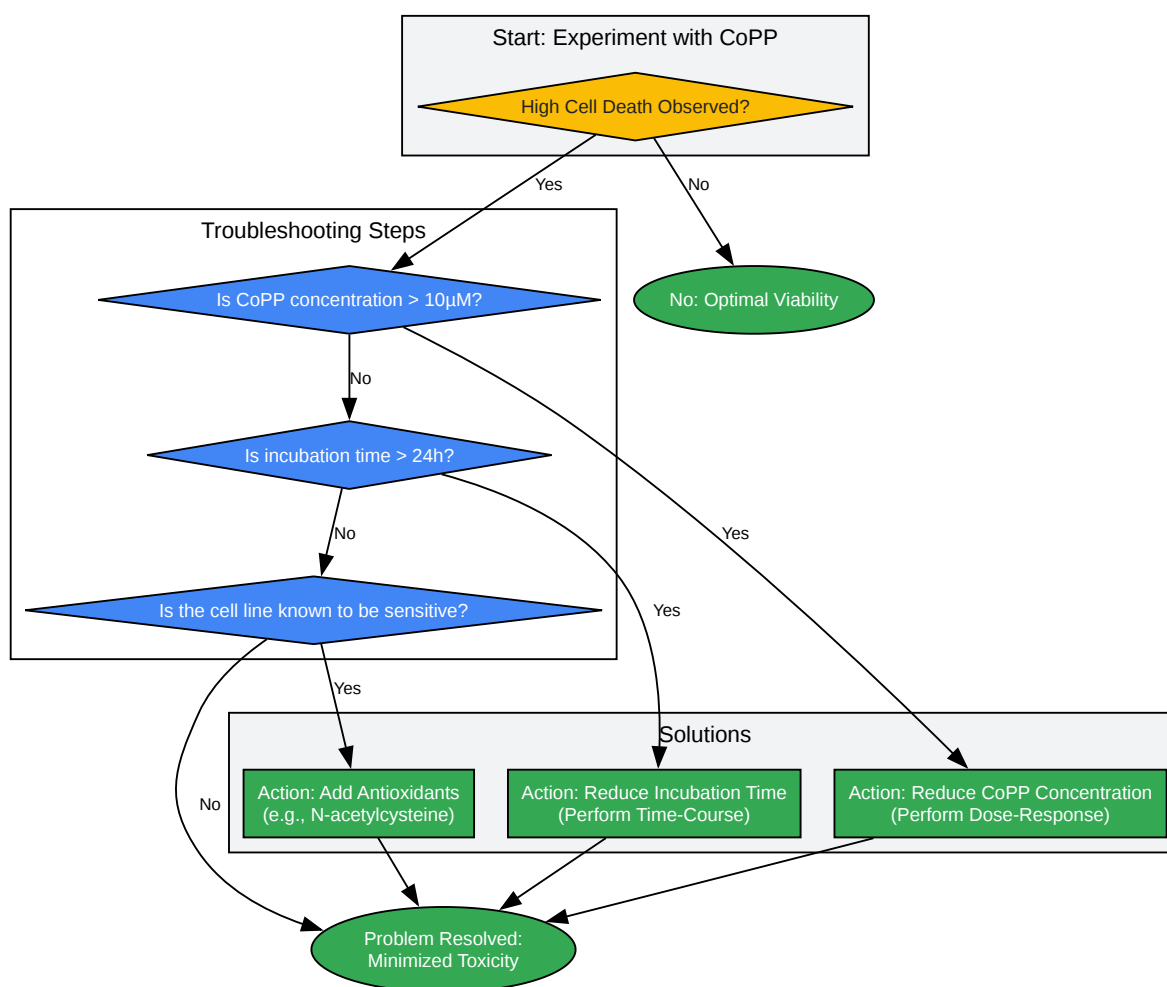 Start: Experiment with CoPP
High Cell Death Observed?
Yes
No
Troubleshooting Steps
Is CoPP concentration > 10µM?
No: Optimal Viability
No
Is incubation time > 24h?
Yes
No
Is the cell line known to be sensitive?
Yes
Yes
No
Solutions
Action: Add Antioxidants
(e.g., N-acetylcysteine)
Action: Reduce Incubation Time
(Perform Time-Course)
Action: Reduce CoPP Concentration
(Perform Dose-Response)
Problem Resolved:
Minimized Toxicity